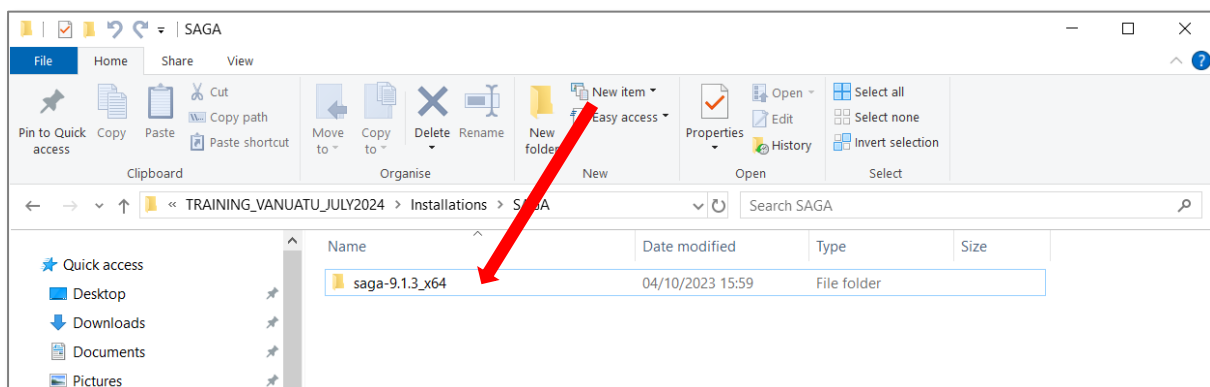 SAGA
File Home Share View
Pin to Quick access
Copy
Paste
Cut
Copy path
Paste shortcut
Clipboard
Move to
Copy to
Delete
Rename
Organise
New folder
New item
Easy access
New
Properties
Open
Edit
History
Open
Select all
Select none
Invert selection
Select
« TRAINING_VANUATU_JULY2024 > Installations > SAGA
Search SAGA
Name Date modified Type Size
Quick access
Desktop
Downloads
Documents
Pictures
saga-9.1.3_x64 04/10/2023 15:59 File folder